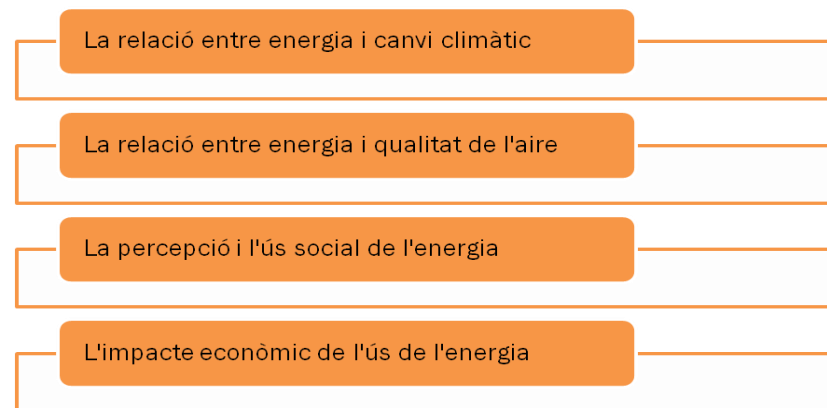 La relació entre energia i canvi climàtic
La relació entre energia i qualitat de l'aire
La percepció i l'ús social de l'energia
L'impacte econòmic de l'ús de l'energia